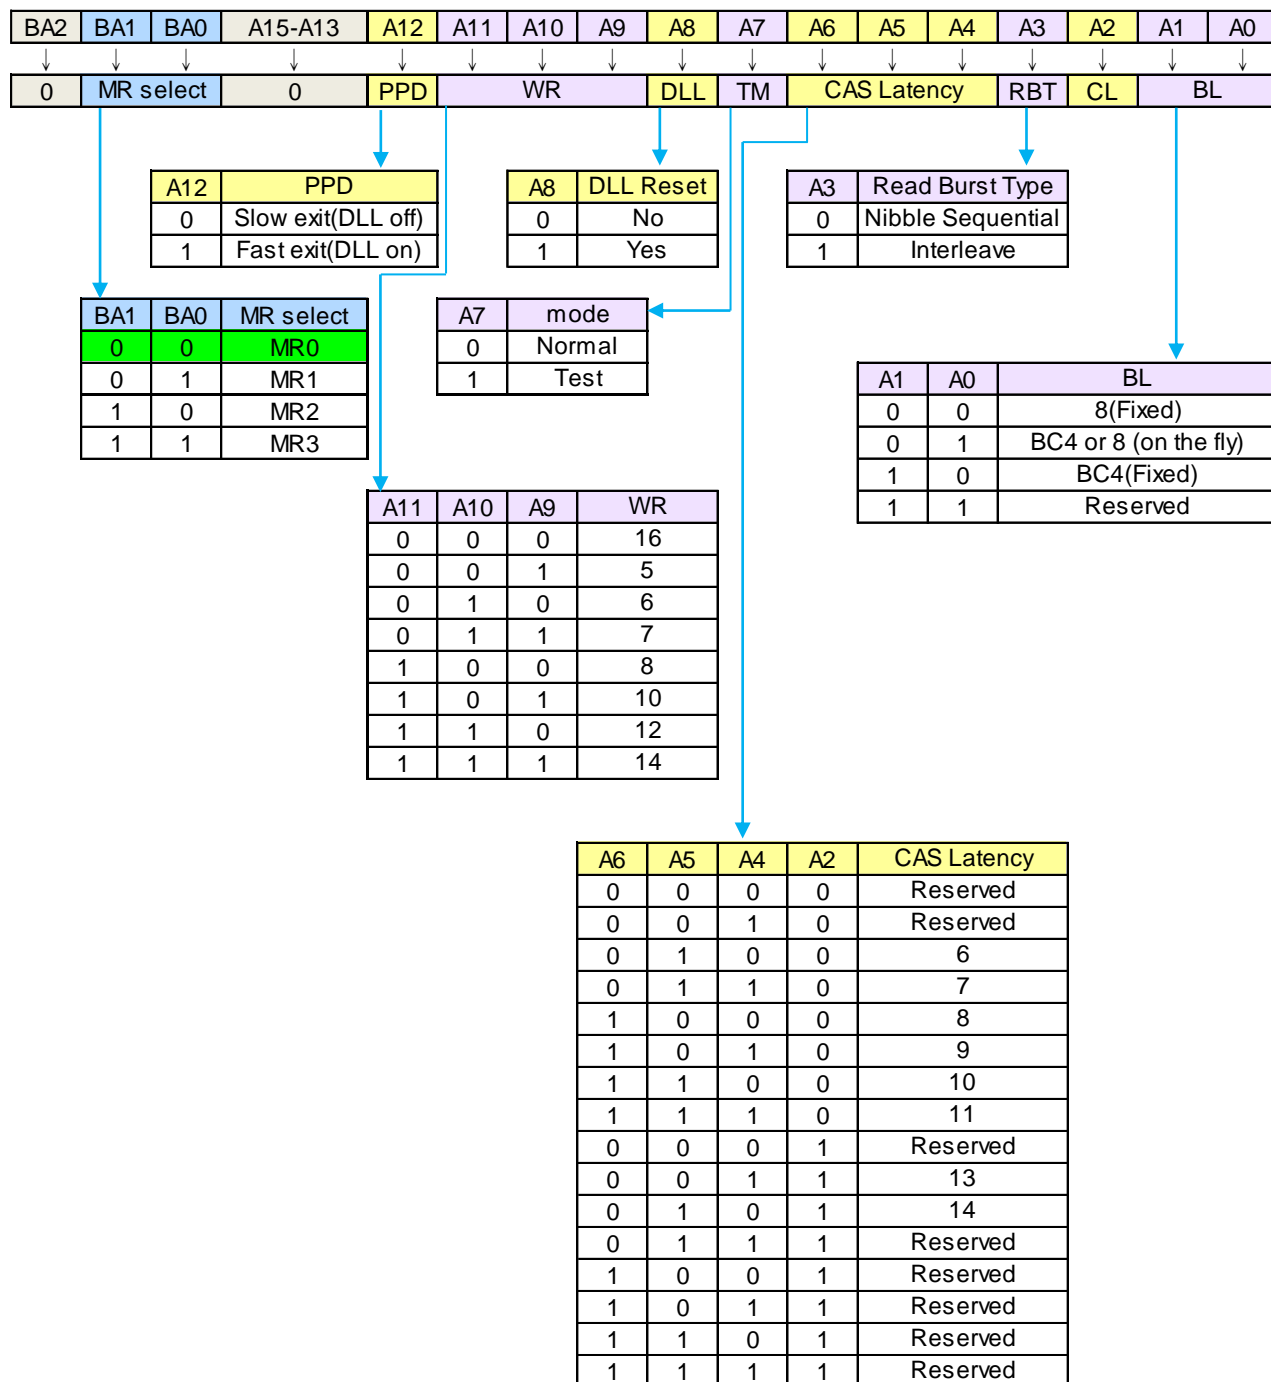 BA2 BA1 BA0 A15-A13 A12 A11 A10 A9 A8 A7 A6 A5 A4 A3 A2 A1 A0
0 MR select 0 PPD WR DLL TM CAS Latency RBT CL BL
A12 PPD
0 Slow exit(DLL off)
1 Fast exit(DLL on)
A8 DLL Reset
0 No
1 Yes
A3 Read Burst Type
0 Nibble Sequential
1 Interleave
BA1 BA0 MR select
0 0 MR0
0 1 MR1
1 0 MR2
1 1 MR3
A7 mode
0 Normal
1 Test
A1 A0 BL
0 0 8(Fixed)
0 1 BC4 or 8 (on the fly)
1 0 BC4(Fixed)
1 1 Reserved
A11 A10 A9 WR
0 0 0 16
0 0 1 5
0 1 0 6
0 1 1 7
1 0 0 8
1 0 1 10
1 1 0 12
1 1 1 14
A6 A5 A4 A2 CAS Latency
0 0 0 0 Reserved
0 0 1 0 Reserved
0 1 0 0 6
0 1 1 0 7
1 0 0 0 8
1 0 1 0 9
1 1 0 0 10
1 1 1 0 11
0 0 0 1 Reserved
0 0 1 1 13
0 1 0 1 14
0 1 1 1 Reserved
1 0 0 1 Reserved
1 0 1 1 Reserved
1 1 0 1 Reserved
1 1 1 1 Reserved